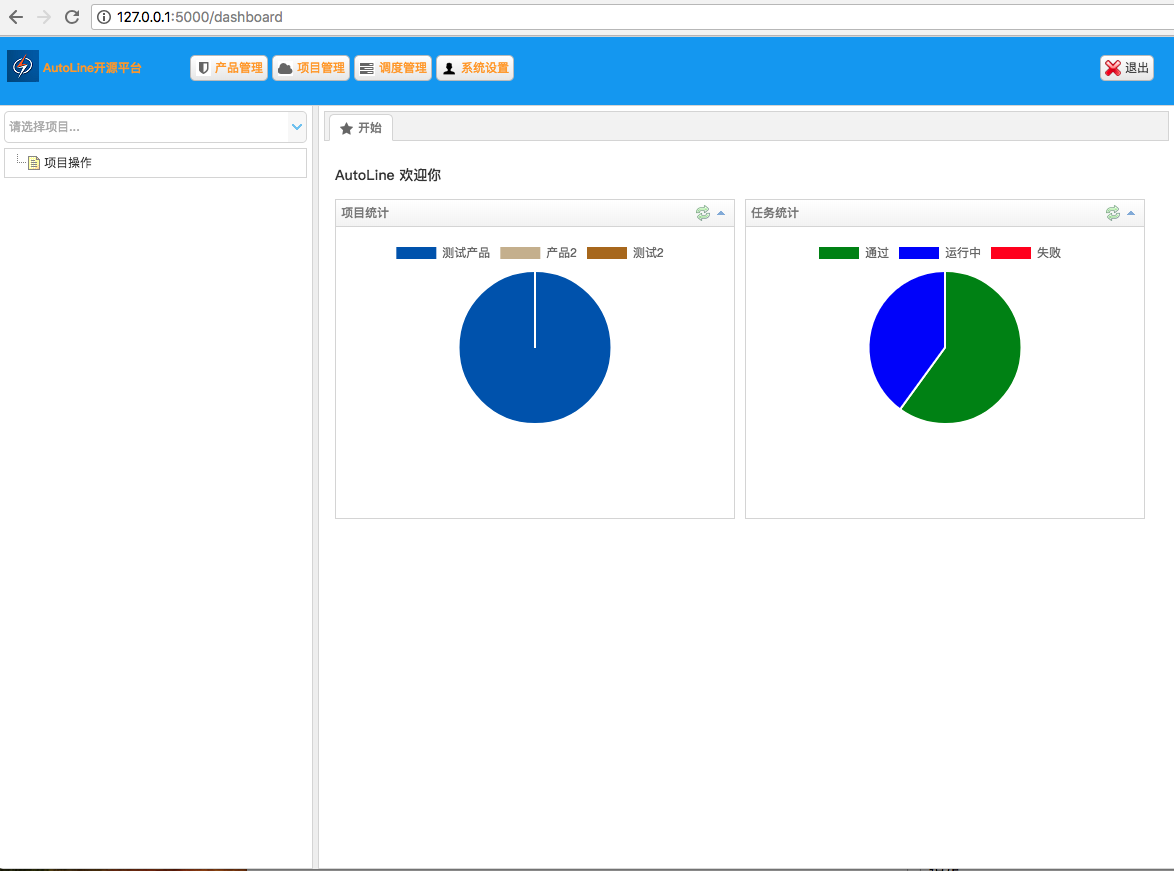 127.0.0.1:5000/dashboard
AutoLine开源平台
产品管理
项目管理
调度管理
系统设置
退出
请选择项目...
项目操作
开始
AutoLine 欢迎你
项目统计
测试产品
产品2
测试2
任务统计
通过
运行中
失败